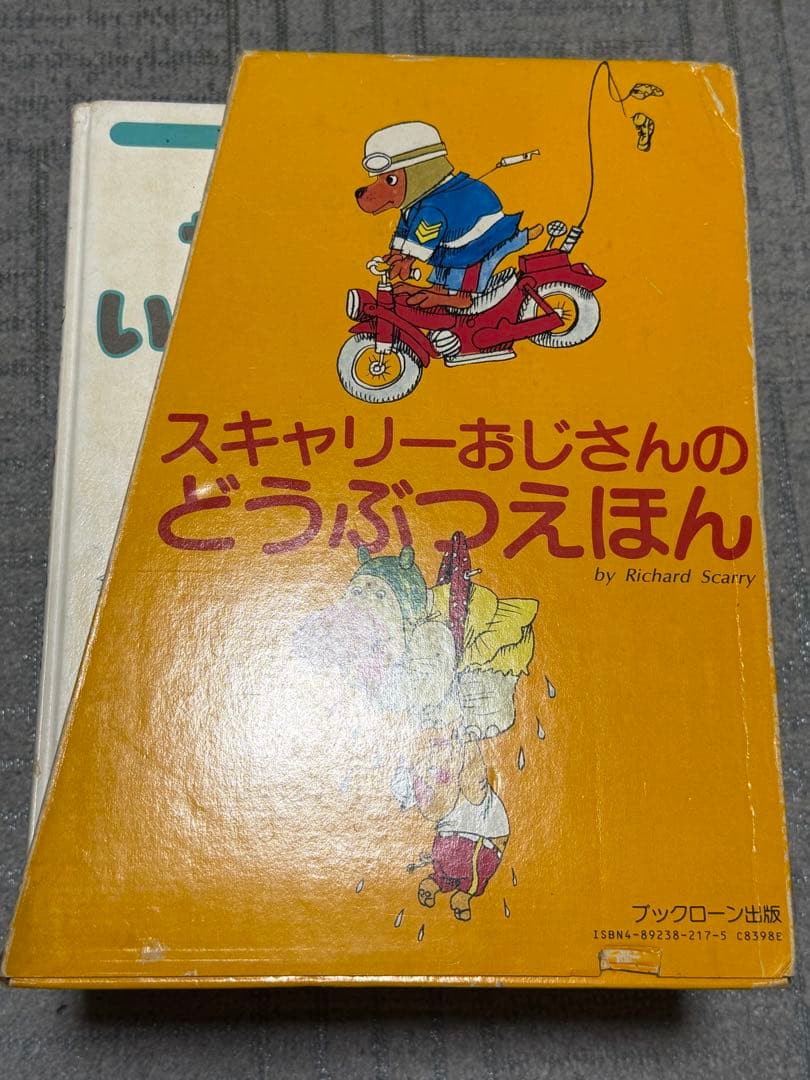 い
スキャリーおじさんの
どうぶつえほん
by Richard Scarry
ブックローン出版
ISBN4-89238-217-5 C8398E